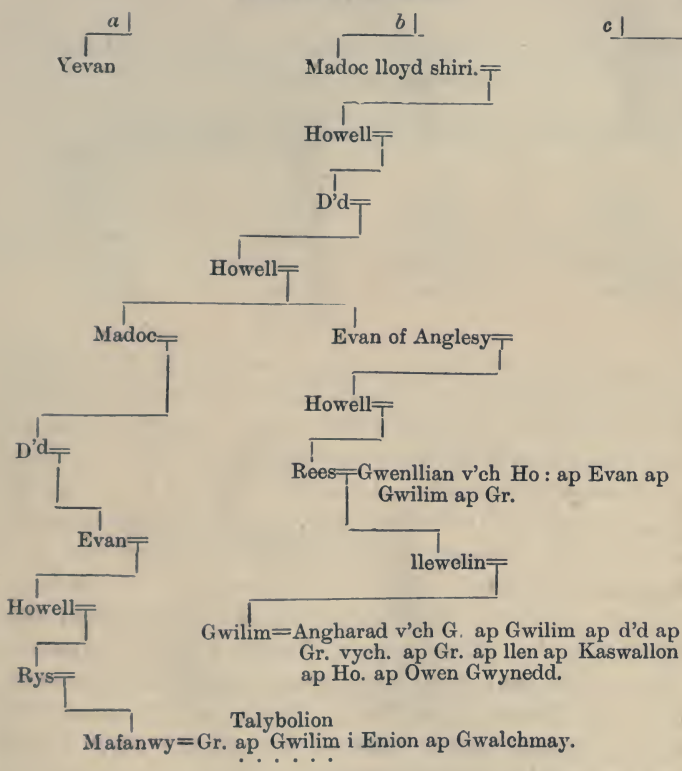 a b c
Yevan Madoc lloyd shiri.
Howell
D'd
Howell
Madoc Evan of Anglesy
Howell
D'd
Rees=Gwenllian v'ch Ho : ap Evan ap
Gwilim ap Gr.
Evan
llewelin
Howell
Gwilim=Angharad v'ch G. ap Gwilim ap d'd ap
Gr. vych. ap Gr. ap llen ap Kaswallon
ap Ho. ap Owen Gwynedd.
Rys
Talybolion
Mafanwy=Gr. ap Gwilim i Enion ap Gwalchmay.